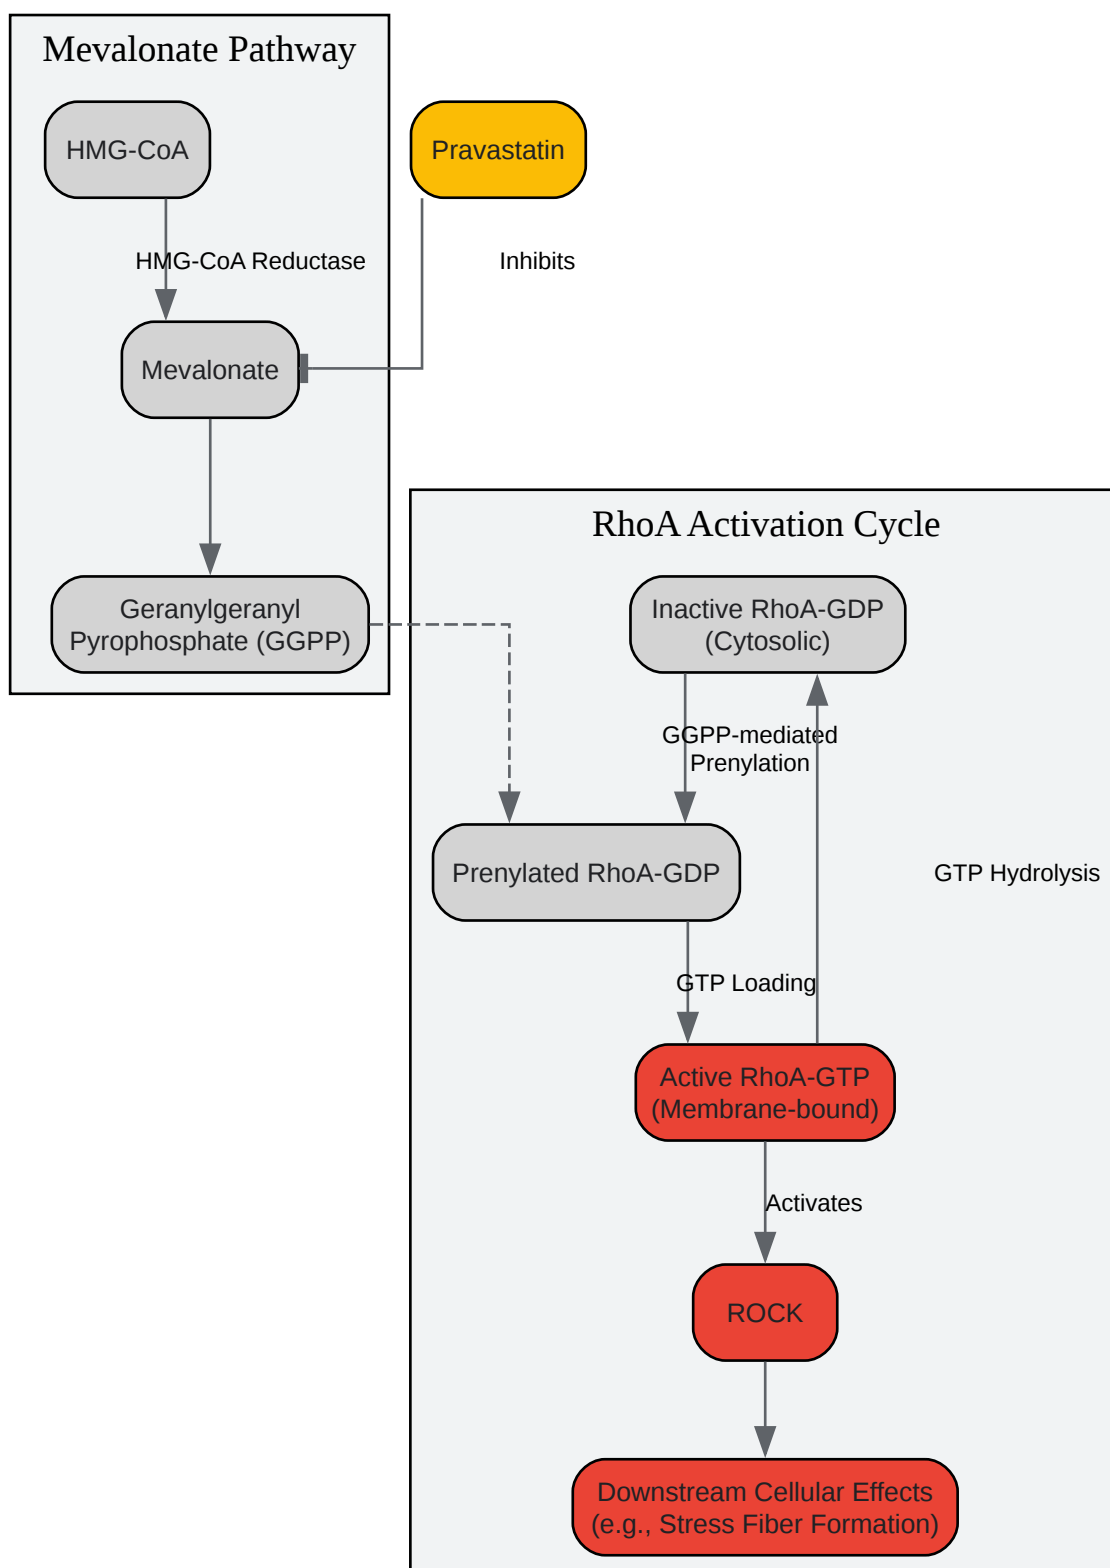 Mevalonate Pathway
HMG-CoA
Pravastatin
HMG-CoA Reductase
Inhibits
Mevalonate
RhoA Activation Cycle
Geranylgeranyl
Pyrophosphate (GGPP)
Inactive RhoA-GDP
(Cytosolic)
GGPP-mediated
Prenylation
Prenylated RhoA-GDP
GTP Hydrolysis
GTP Loading
Active RhoA-GTP
(Membrane-bound)
Activates
ROCK
Downstream Cellular Effects
(e.g., Stress Fiber Formation)